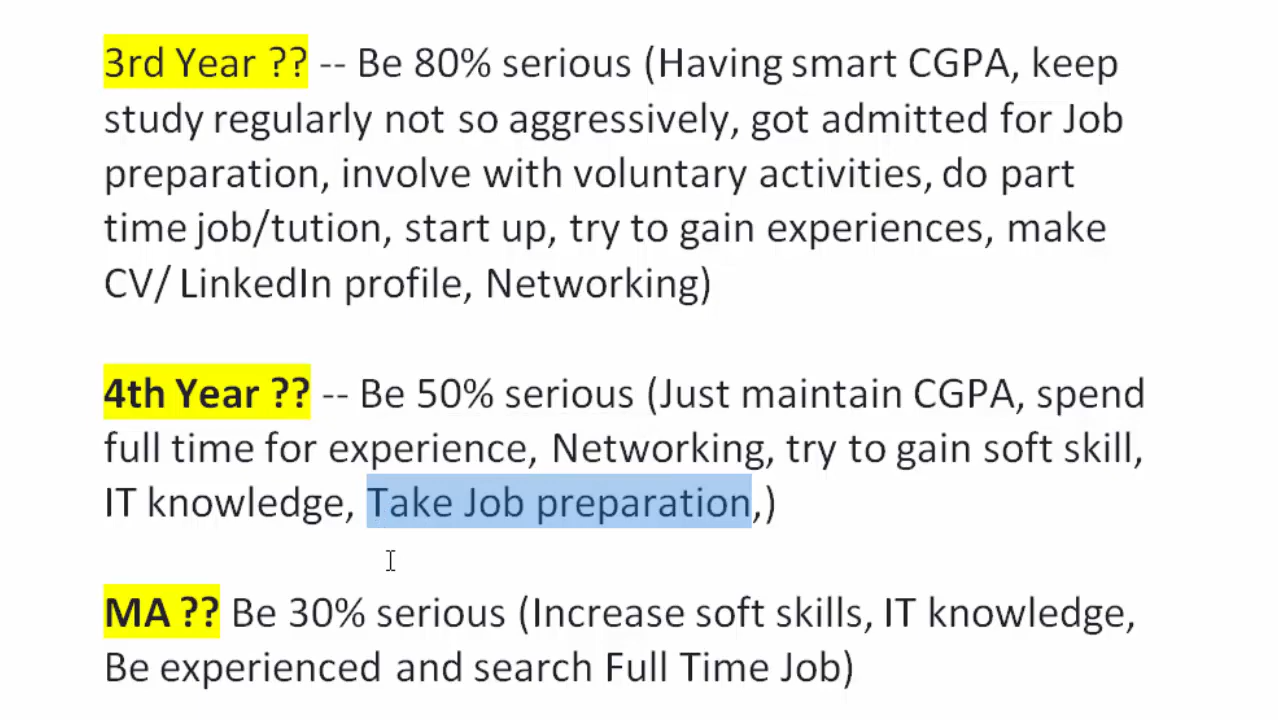 3rd Year ?? -- Be 80% serious (Having smart CGPA, keep
study regularly not so aggressively, got admitted for Job
preparation, involve with voluntary activities, do part
time job/tution, start up, try to gain experiences, make
CV/ LinkedIn profile, Networking)
4th Year ?? -- Be 50% serious (Just maintain CGPA, spend
full time for experience, Networking, try to gain soft skill,
IT knowledge, Take Job preparation,)
MA ?? Be 30% serious (Increase soft skills, IT knowledge,
Be experienced and search Full Time Job)